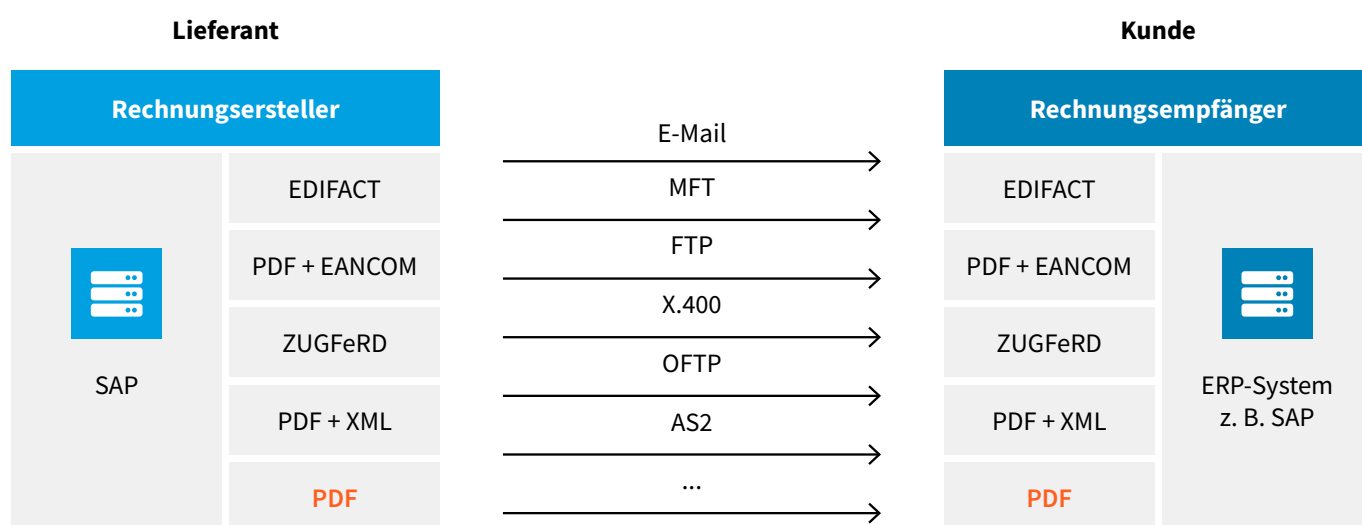 Lieferant
Rechnungsersteller
SAP
EDIFACT
PDF + EANCOM
ZUGFeRD
PDF + XML
PDF
E-Mail
MFT
FTP
X.400
OFTP
AS2
...
Kunde
Rechnungsempfänger
EDIFACT
PDF + EANCOM
ZUGFeRD
PDF + XML
PDF
ERP-System
z. B. SAP